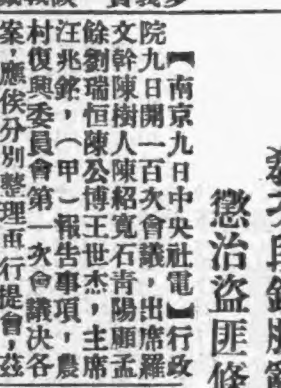 懲治盜匪條
【南京九日中央社電】行政
院九日開一百次會議，出席羅
文幹陳樹人陳紹寬石靑陽顧孟
餘劉瑞恒陳公博王世杰，主席
汪兆銘，（甲）報吿事項，農
村復興委員會第一次會議決各
案，應俟分別整理再行提會，茲